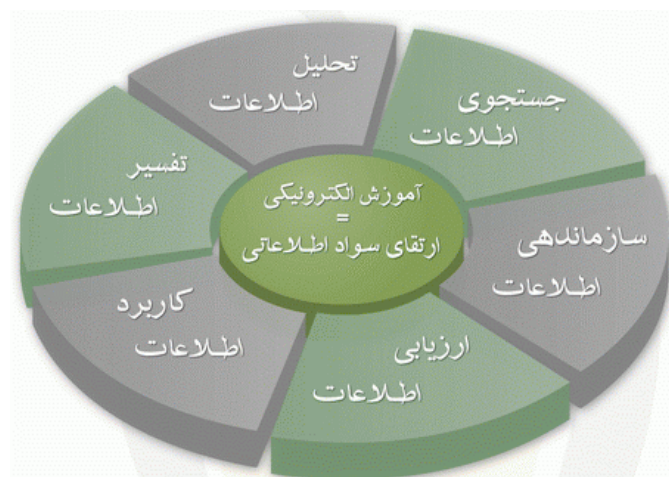 تحلیل
اطلاعات
جستجوی
اطلاعات
تفسیر
اطلاعات
آموزش الکترونیکی
=
ارتقای سواد اطلاعاتی
سازماندهی
اطلاعات
کاربرد
اطلاعات
ارزیابی
اطلاعات